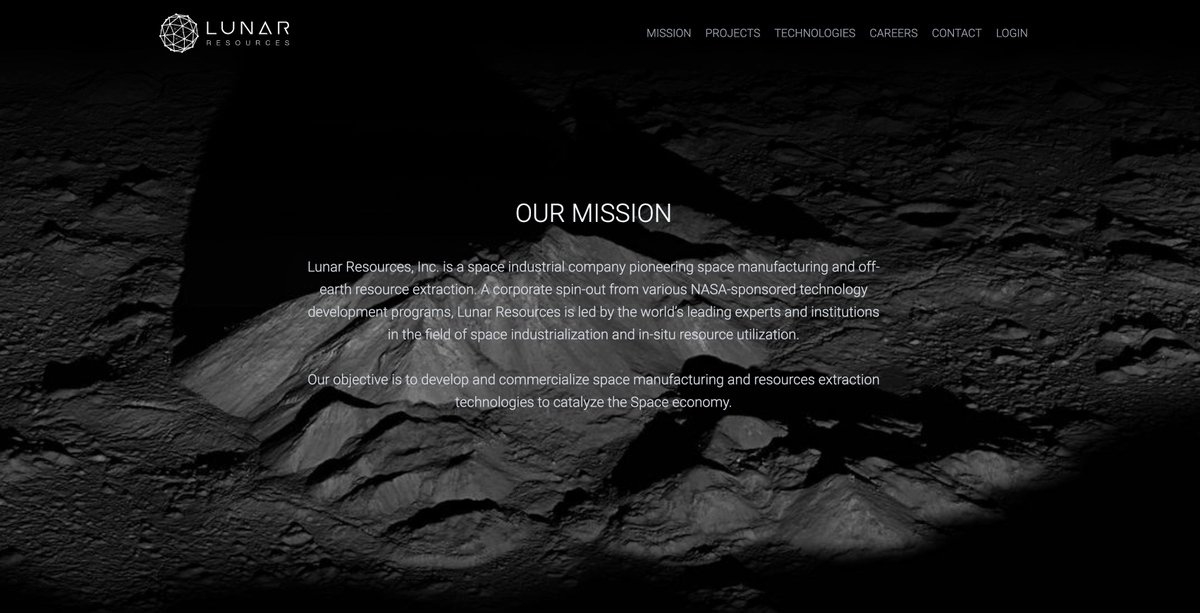 LUNAR
RESOURCES
MISSION PROJECTS TECHNOLOGIES CAREERS CONTACT LOGIN
OUR MISSION
Lunar Resources, Inc. is a space industrial company pioneering space manufacturing and off-
earth resource extraction. A corporate spin-out from various NASA-sponsored technology
development programs, Lunar Resources is led by the world's leading experts and institutions
in the field of space industrialization and in-situ resource utilization.
Our objective is to develop and commercialize space manufacturing and resources extraction
technologies to catalyze the Space economy.